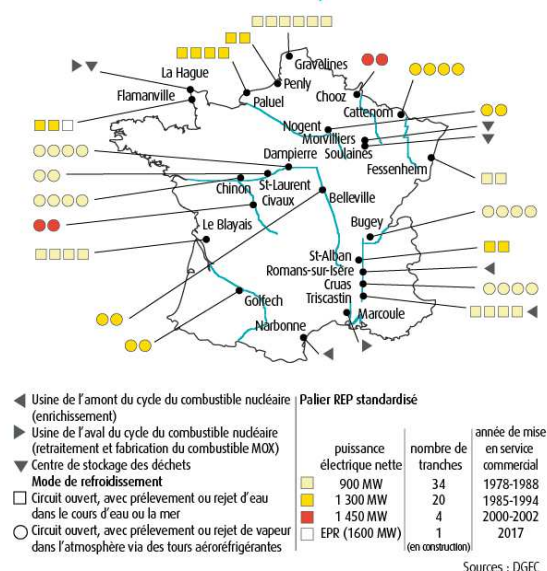 Gravelines
Penly
La Hague
Flamanville
Paluel
Chooz
Cattenom
Nogent
Morvilliers
Soulaines
Dampierre
Fessenheim
Chinon
St-Laurent
Belleville
Civaux
Le Blayais
Bugey
St-Alban
Romans-sur-Isère
Cruas
Triscastin
Golfech
Marcoule
Narbonne
Usine de l'amont du cycle du combustible nucléaire
(enrichissement)
Usine de l'aval du cycle du combustible nucléaire
(retraitement et fabrication du combustible MOX)
Centre de stockage des déchets
Mode de refroidissement
Circuit ouvert, avec prélevement ou rejet d'eau
dans le cours d'eau ou la mer
Circuit ouvert, avec prélevement ou rejet de vapeur
dans l'atmosphère via des tours aéroréfrigérantes
Palier REP standardisé
puissance
électrique nette
nombre de
tranches
année de mise
en service
commercial
900 MW 34 1978-1988
1 300 MW 20 1985-1994
1 450 MW 4 2000-2002
EPR (1600 MW) 1 2017
(en construction)
Sources : DGEC